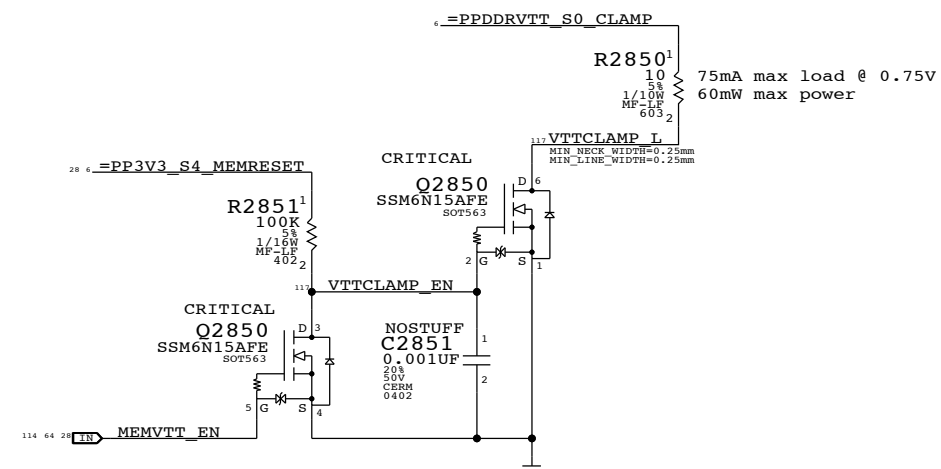 6 =PPDDRVTT_S0_CLAMP
R2850 1
10
5%
1/10W
MF-LF
603 2
75mA max load @ 0.75V
60mW max power
117 VTTCLAMP_L
MIN_NECK_WIDTH=0.25mm
MIN_LINE_WIDTH=0.25mm
CRITICAL
Q2850
SSM6N15AFE
SOT563
D 6
2 G S 1
28 6 =PP3V3_S4_MEMRESET
R2851 1
100K
5%
1/16W
MF-LF
402 2
117 VTTCLAMP_EN
CRITICAL
Q2850
SSM6N15AFE
SOT563
D 3
5 G S 4
NOSTUFF
C2851
0.001UF
20%
50V
CERM
0402
1
2
114 64 28 IN MEMVTT_EN